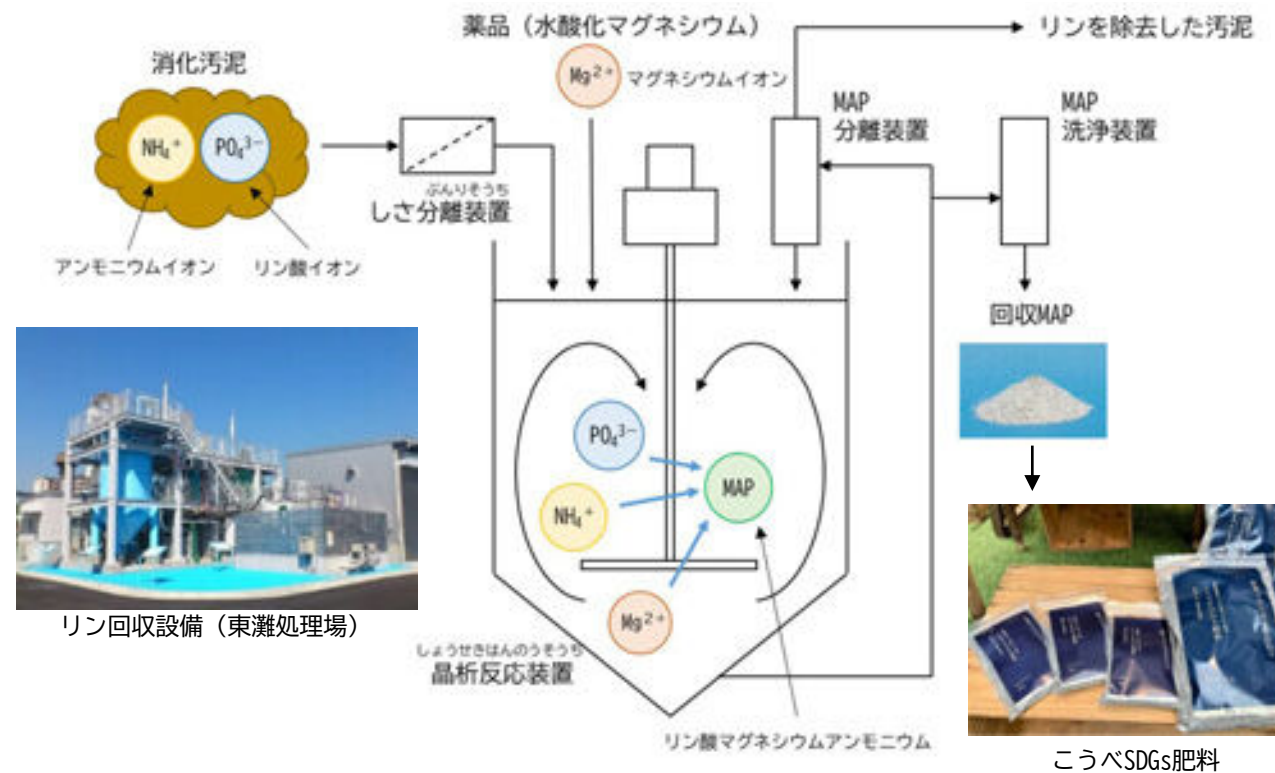 薬品（水酸化マグネシウム）
リンを除去した汚泥
消化汚泥
Mg²⁺
マグネシウムイオン
MAP
分離装置
MAP
洗浄装置
NH₄⁺
PO₄³⁻
ぶんりそうち
しさ分離装置
アンモニウムイオン
リン酸イオン
回収MAP
PO₄³⁻
MAP
NH₄⁺
Mg²⁺
リン回収設備（東灘処理場）
しょうせきはんのうそうち
晶析反応装置
リン酸マグネシウムアンモニウム
こうべSDGs肥料